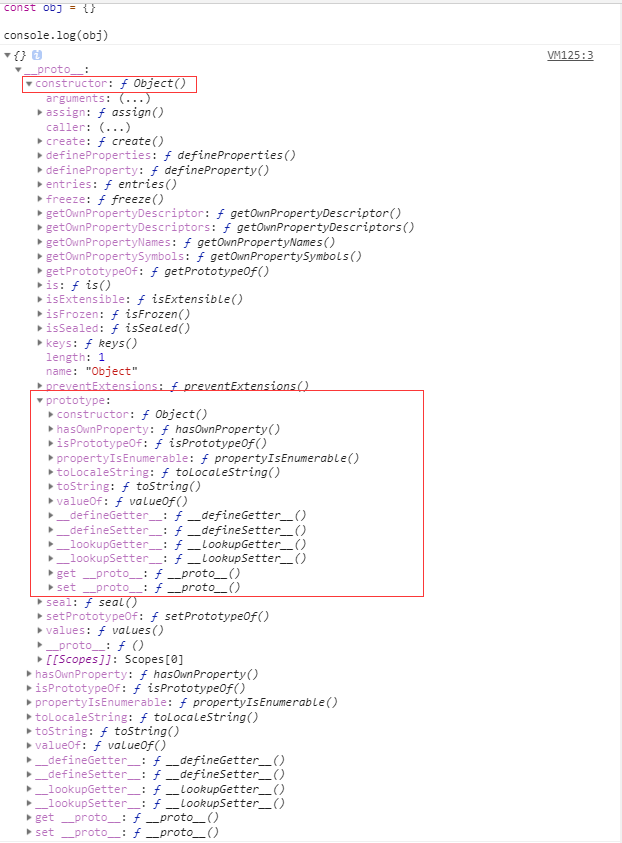 const obj = {}
console.log(obj)
▼{} i VM125:3
▼__proto__:
▼constructor: ƒ Object()
arguments: (...)
▶assign: ƒ assign()
caller: (...)
▶create: ƒ create()
▶defineProperties: ƒ defineProperties()
▶defineProperty: ƒ defineProperty()
▶entries: ƒ entries()
▶freeze: ƒ freeze()
▶getOwnPropertyDescriptor: ƒ getOwnPropertyDescriptor()
▶getOwnPropertyDescriptors: ƒ getOwnPropertyDescriptors()
▶getOwnPropertyNames: ƒ getOwnPropertyNames()
▶getOwnPropertySymbols: ƒ getOwnPropertySymbols()
▶getPrototypeOf: ƒ getPrototypeOf()
▶is: ƒ is()
▶isExtensible: ƒ isExtensible()
▶isFrozen: ƒ isFrozen()
▶isSealed: ƒ isSealed()
▶keys: ƒ keys()
length: 1
name: "Object"
▶preventExtensions: ƒ preventExtensions()
▼prototype:
▶constructor: ƒ Object()
▶hasOwnProperty: ƒ hasOwnProperty()
▶isPrototypeOf: ƒ isPrototypeOf()
▶propertyIsEnumerable: ƒ propertyIsEnumerable()
▶toLocaleString: ƒ toLocaleString()
▶toString: ƒ toString()
▶valueOf: ƒ valueOf()
▶__defineGetter__: ƒ __defineGetter__()
▶__defineSetter__: ƒ __defineSetter__()
▶__lookupGetter__: ƒ __lookupGetter__()
▶__lookupSetter__: ƒ __lookupSetter__()
▶get __proto__: ƒ __proto__()
▶set __proto__: ƒ __proto__()
▶seal: ƒ seal()
▶setPrototypeOf: ƒ setPrototypeOf()
▶values: ƒ values()
▶__proto__: ƒ ()
▶[[Scopes]]: Scopes[0]
▶hasOwnProperty: ƒ hasOwnProperty()
▶isPrototypeOf: ƒ isPrototypeOf()
▶propertyIsEnumerable: ƒ propertyIsEnumerable()
▶toLocaleString: ƒ toLocaleString()
▶toString: ƒ toString()
▶valueOf: ƒ valueOf()
▶__defineGetter__: ƒ __defineGetter__()
▶__defineSetter__: ƒ __defineSetter__()
▶__lookupGetter__: ƒ __lookupGetter__()
▶__lookupSetter__: ƒ __lookupSetter__()
▶get __proto__: ƒ __proto__()
▶set __proto__: ƒ __proto__()